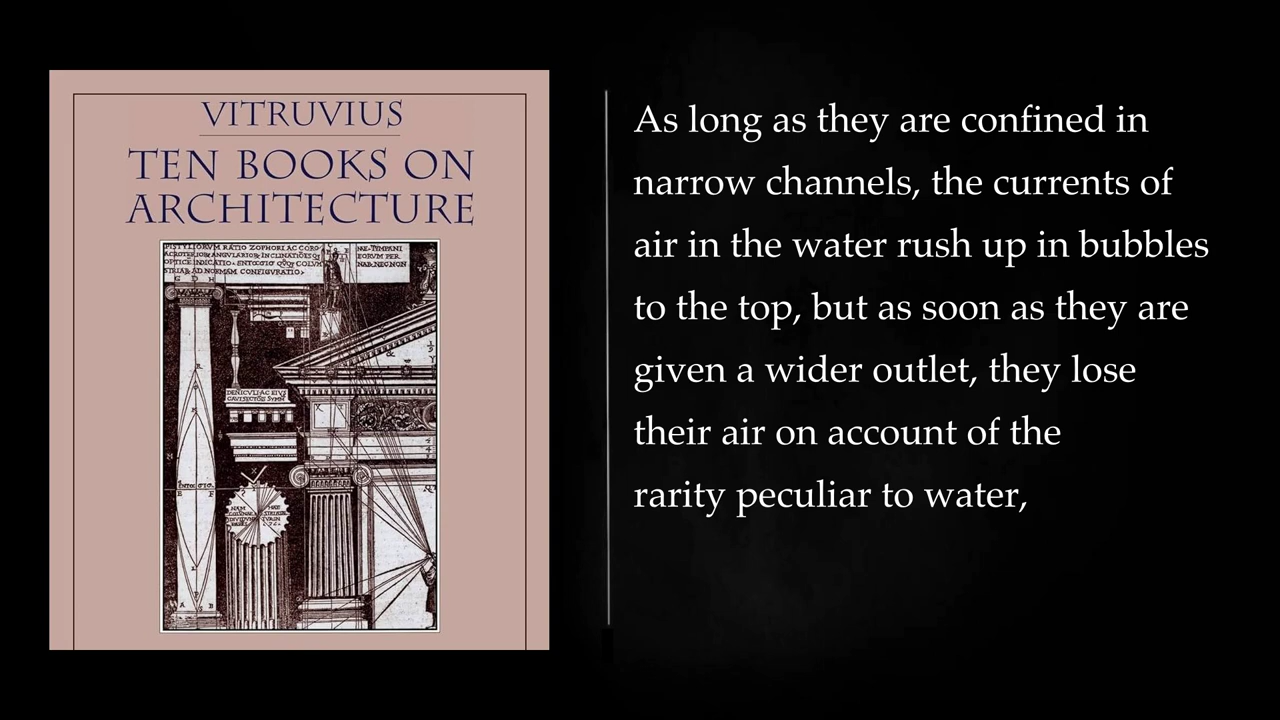 VITRUVIUS
TEN BOOKS ON
ARCHITECTURE
As long as they are confined in
narrow channels, the currents of
air in the water rush up in bubbles
to the top, but as soon as they are
given a wider outlet, they lose
their air on account of the
rarity peculiar to water,